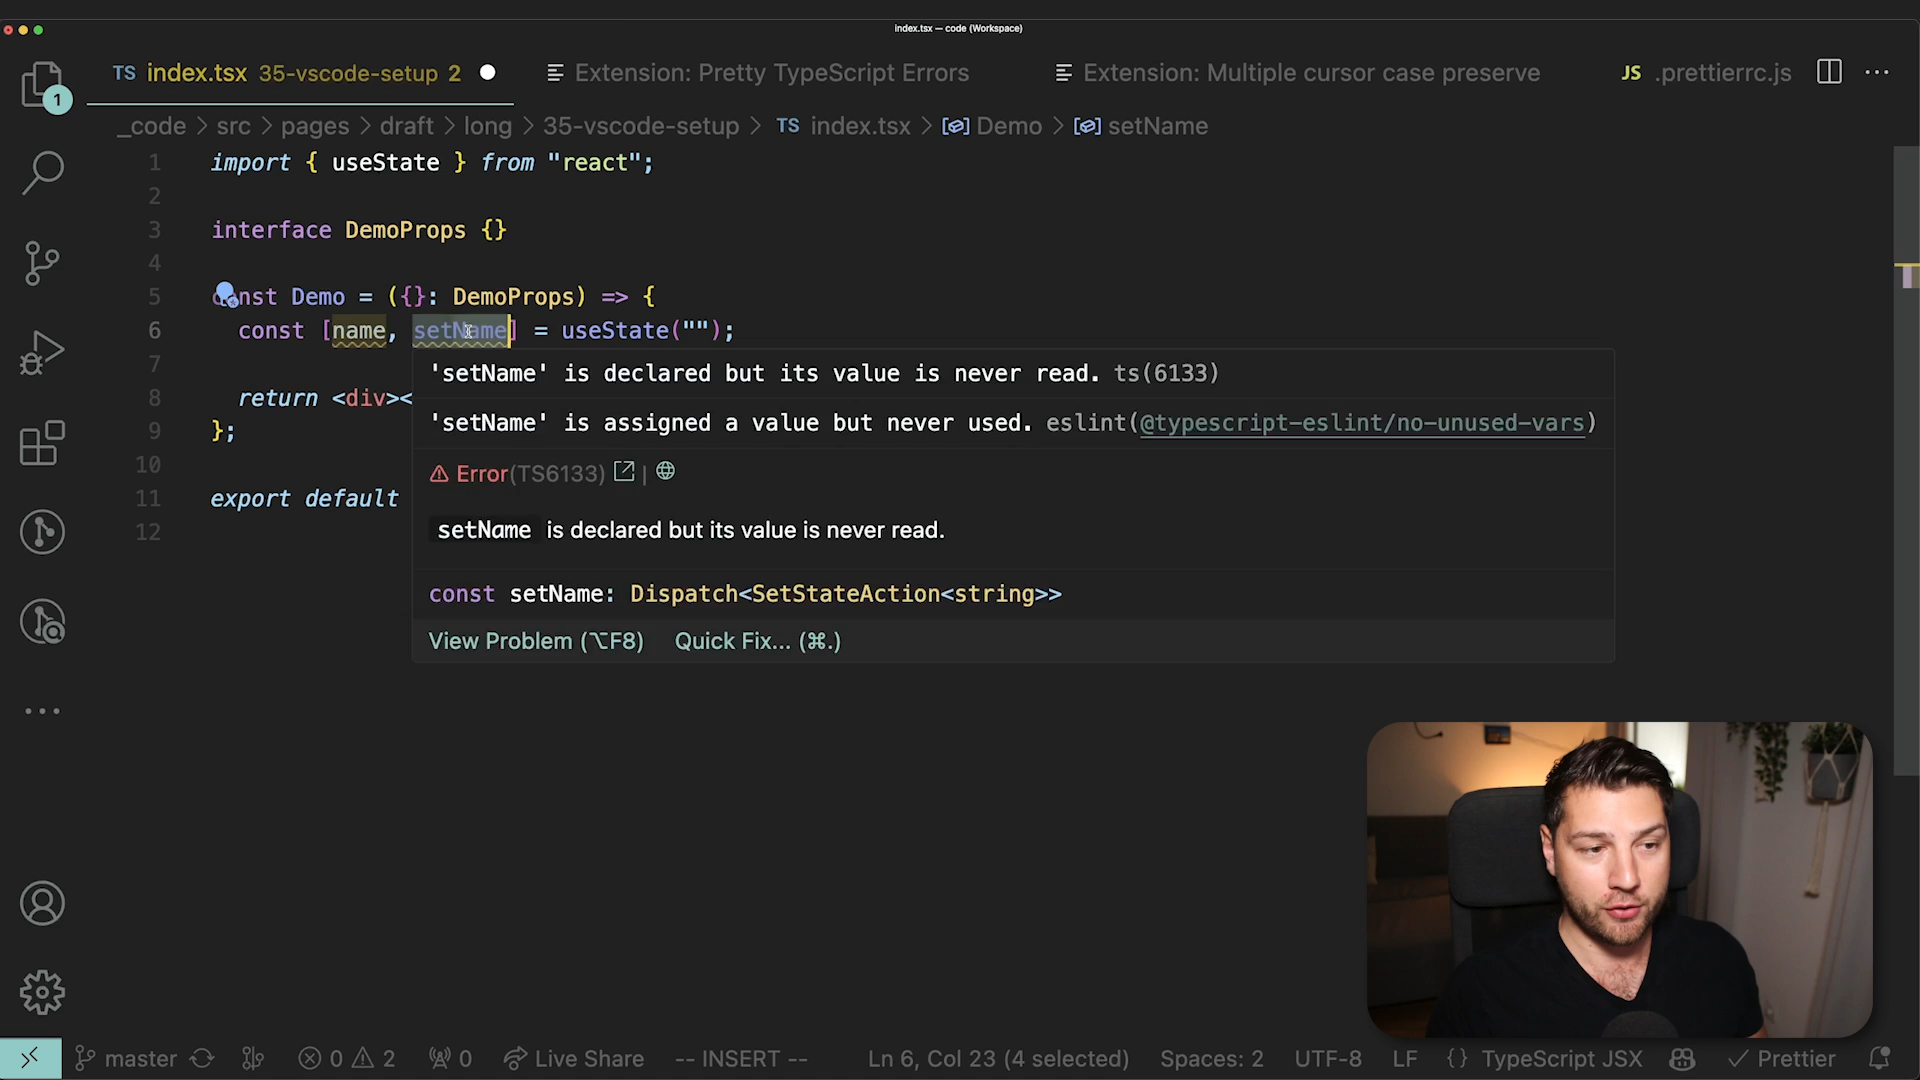 index.tsx — code (Workspace)
TS index.tsx 35-vscode-setup 2
Extension: Pretty TypeScript Errors
Extension: Multiple cursor case preserve
JS .prettierrc.js
1
_code > src > pages > draft > long > 35-vscode-setup > TS index.tsx > Demo > setName
1 import { useState } from "react";
2
3 interface DemoProps {}
4
5 const Demo = ({}: DemoProps) => {
6 const [name, setName] = useState("");
7
'setName' is declared but its value is never read. ts(6133)
8 return <div><
'setName' is assigned a value but never used. eslint(@typescript-eslint/no-unused-vars)
9 };
10
Error(TS6133) |
11 export default
12
setName is declared but its value is never read.
const setName: Dispatch<SetStateAction<string>>
View Problem (⌥F8) Quick Fix... (⌘.)
master 0 2 0 Live Share -- INSERT -- Ln 6, Col 23 (4 selected) Spaces: 2 UTF-8 LF {} TypeScript JSX Prettier